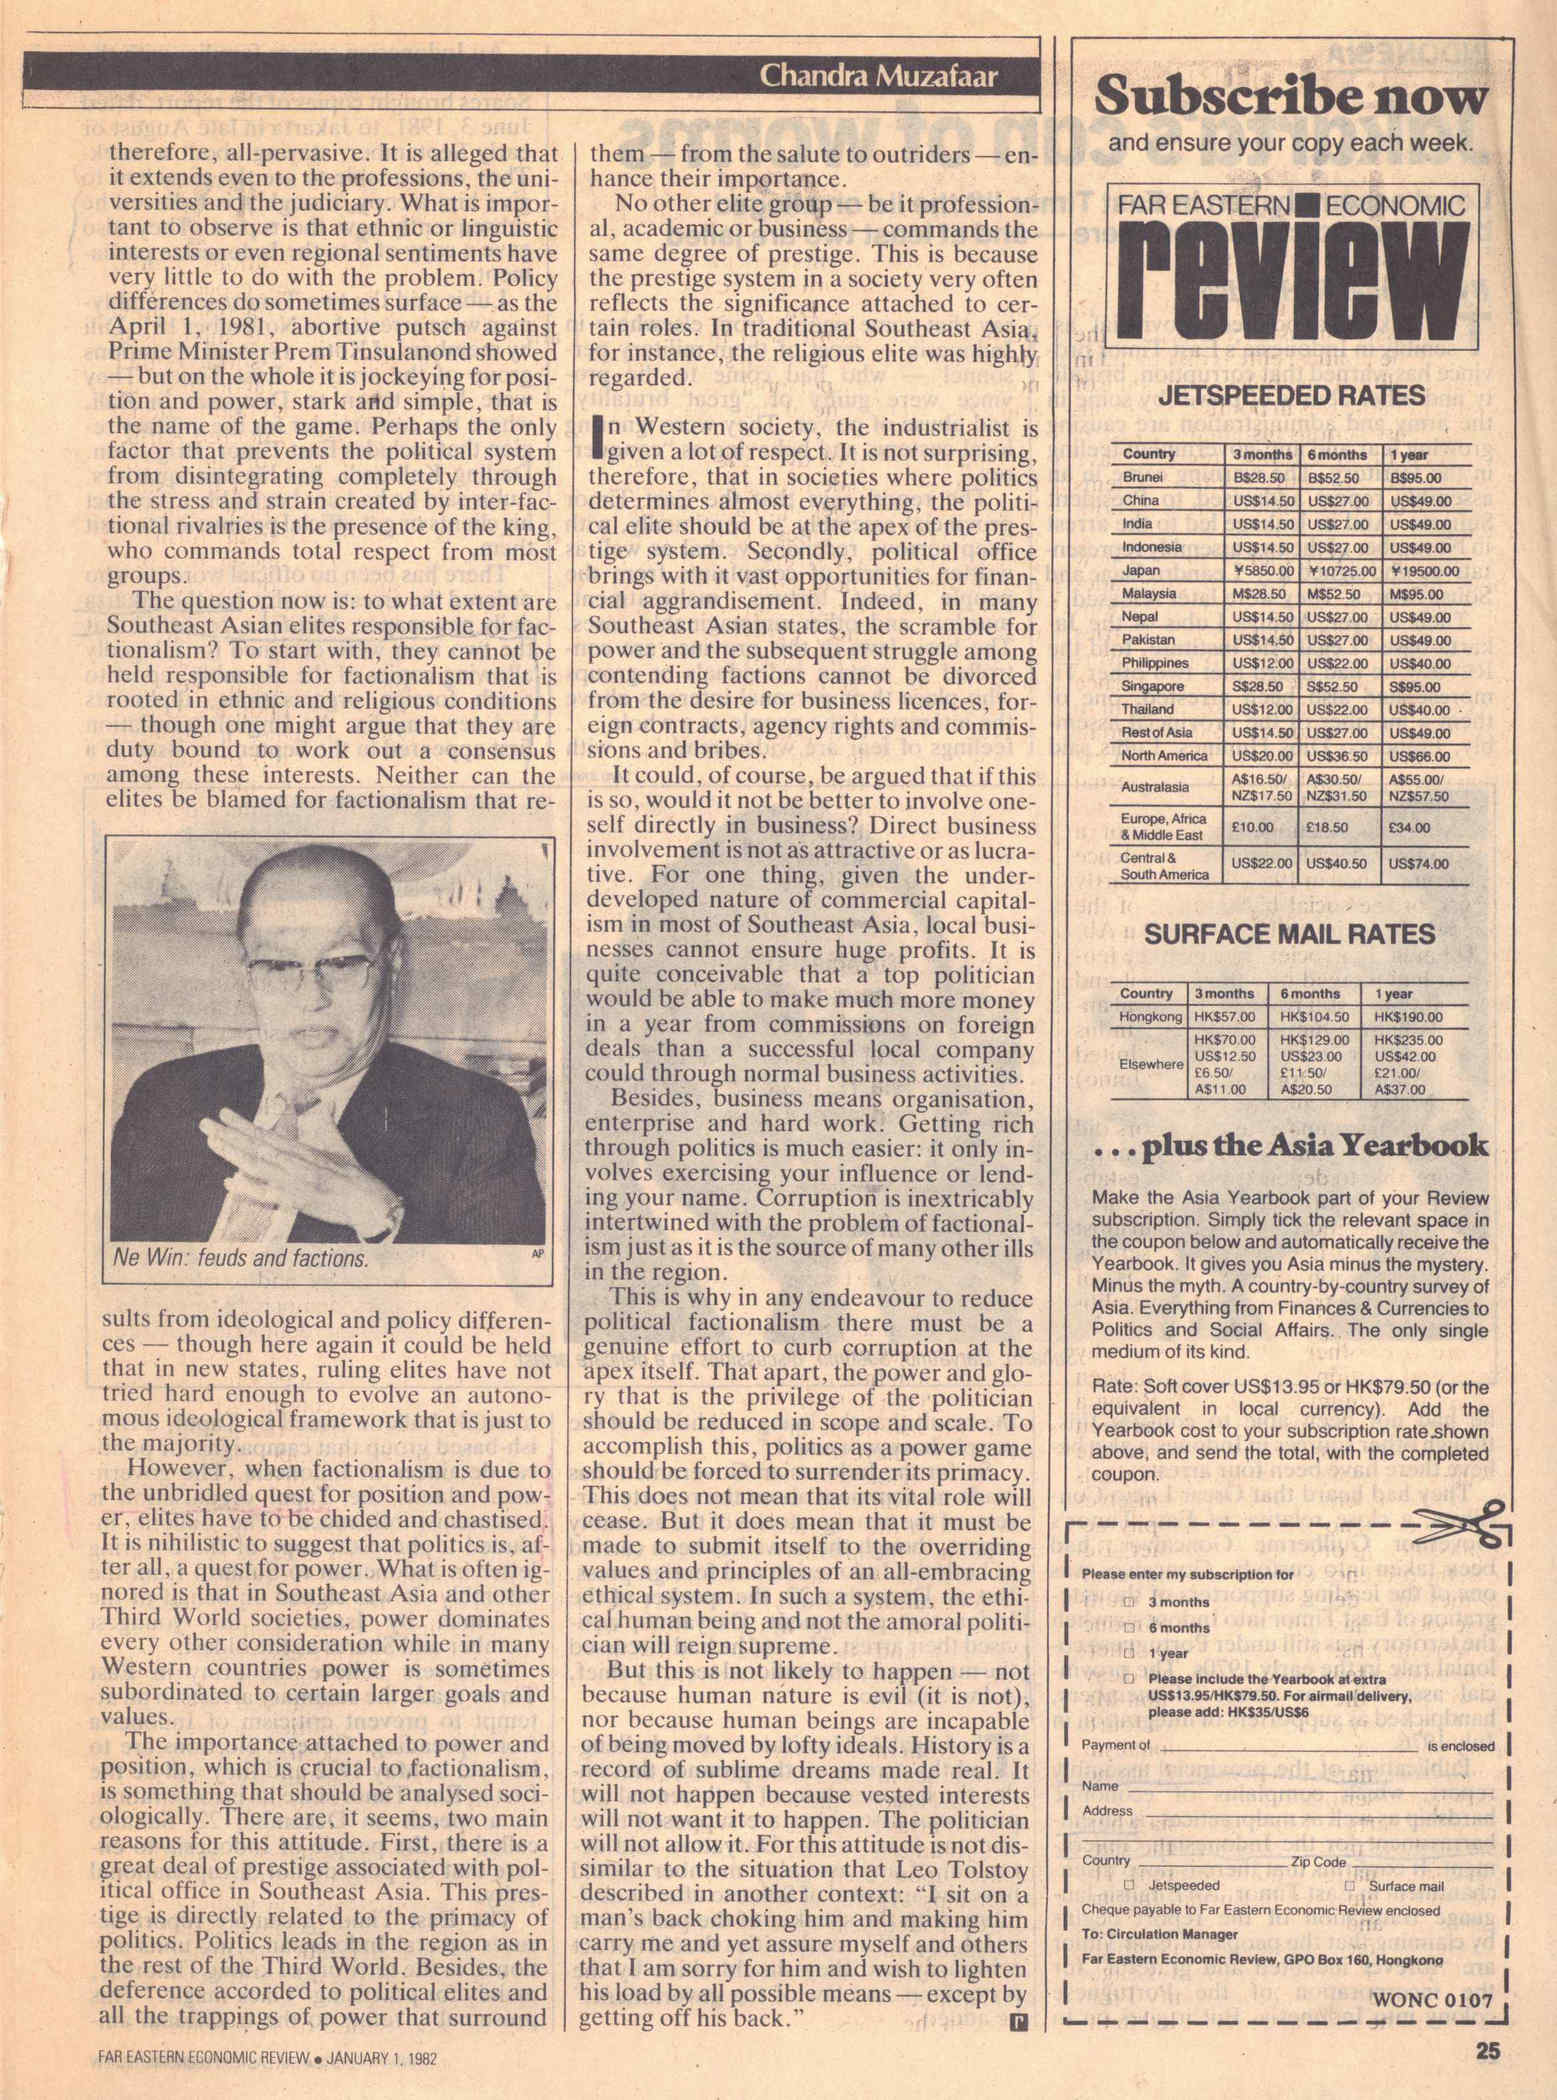 Chandra Muzafaar
therefore, all-pervasive. It is alleged that
it extends even to the professions, the uni-
versities and the judiciary. What is impor-
tant to observe is that ethnic or linguistic
interests or even regional sentiments have
very little to do with the problem. Policy
differences do sometimes surface — as the
April 1, 1981, abortive putsch against
Prime Minister Prem Tinsulanond showed
— but on the whole it is jockeying for posi-
tion and power, stark and simple, that is
the name of the game. Perhaps the only
factor that prevents the political system
from disintegrating completely through
the stress and strain created by inter-fac-
tional rivalries is the presence of the king,
who commands total respect from most
groups.
The question now is: to what extent are
Southeast Asian elites responsible for fac-
tionalism? To start with, they cannot be
held responsible for factionalism that is
rooted in ethnic and religious conditions
— though one might argue that they are
duty bound to work out a consensus
among these interests. Neither can the
elites be blamed for factionalism that re-
Ne Win: feuds and factions.
AP
sults from ideological and policy differen-
ces — though here again it could be held
that in new states, ruling elites have not
tried hard enough to evolve an autono-
mous ideological framework that is just to
the majority.
However, when factionalism is due to
the unbridled quest for position and pow-
er, elites have to be chided and chastised.
It is nihilistic to suggest that politics is, af-
ter all, a quest for power. What is often ig-
nored is that in Southeast Asia and other
Third World societies, power dominates
every other consideration while in many
Western countries power is sometimes
subordinated to certain larger goals and
values.
The importance attached to power and
position, which is crucial to factionalism,
is something that should be analysed soci-
ologically. There are, it seems, two main
reasons for this attitude. First, there is a
great deal of prestige associated with pol-
itical office in Southeast Asia. This pres-
tige is directly related to the primacy of
politics. Politics leads in the region as in
the rest of the Third World. Besides, the
deference accorded to political elites and
all the trappings of power that surround
them — from the salute to outriders — en-
hance their importance.
No other elite group — be it profession-
al, academic or business — commands the
same degree of prestige. This is because
the prestige system in a society very often
reflects the significance attached to cer-
tain roles. In traditional Southeast Asia,
for instance, the religious elite was highly
regarded.
In Western society, the industrialist is
given a lot of respect. It is not surprising,
therefore, that in societies where politics
determines almost everything, the politi-
cal elite should be at the apex of the pres-
tige system. Secondly, political office
brings with it vast opportunities for finan-
cial aggrandisement. Indeed, in many
Southeast Asian states, the scramble for
power and the subsequent struggle among
contending factions cannot be divorced
from the desire for business licences, for-
eign contracts, agency rights and commis-
sions and bribes.
It could, of course, be argued that if this
is so, would it not be better to involve one-
self directly in business? Direct business
involvement is not as attractive or as lucra-
tive. For one thing, given the under-
developed nature of commercial capital-
ism in most of Southeast Asia, local busi-
nesses cannot ensure huge profits. It is
quite conceivable that a top politician
would be able to make much more money
in a year from commissions on foreign
deals than a successful local company
could through normal business activities.
Besides, business means organisation,
enterprise and hard work. Getting rich
through politics is much easier: it only in-
volves exercising your influence or lend-
ing your name. Corruption is inextricably
intertwined with the problem of factional-
ism just as it is the source of many other ills
in the region.
This is why in any endeavour to reduce
political factionalism there must be a
genuine effort to curb corruption at the
apex itself. That apart, the power and glo-
ry that is the privilege of the politician
should be reduced in scope and scale. To
accomplish this, politics as a power game
should be forced to surrender its primacy.
This does not mean that its vital role will
cease. But it does mean that it must be
made to submit itself to the overriding
values and principles of an all-embracing
ethical system. In such a system, the ethi-
cal human being and not the amoral politi-
cian will reign supreme.
But this is not likely to happen — not
because human nature is evil (it is not),
nor because human beings are incapable
of being moved by lofty ideals. History is a
record of sublime dreams made real. It
will not happen because vested interests
will not want it to happen. The politician
will not allow it. For this attitude is not dis-
similar to the situation that Leo Tolstoy
described in another context: “I sit on a
man’s back choking him and making him
carry me and yet assure myself and others
that I am sorry for him and wish to lighten
his load by all possible means — except by
getting off his back.” r
Subscribe now
and ensure your copy each week.
FAR EASTERN ECONOMIC
review
JETSPEEDED RATES
Country 3 months 6 months 1 year
Brunei B$28.50 B$52.50 B$95.00
China US$14.50 US$27.00 US$49.00
India US$14.50 US$27.00 US$49.00
Indonesia US$14.50 US$27.00 US$49.00
Japan ¥5850.00 ¥10725.00 ¥19500.00
Malaysia M$28.50 M$52.50 M$95.00
Nepal US$14.50 US$27.00 US$49.00
Pakistan US$14.50 US$27.00 US$49.00
Philippines US$12.00 US$22.00 US$40.00
Singapore S$28.50 S$52.50 S$95.00
Thailand US$12.00 US$22.00 US$40.00
Rest of Asia US$14.50 US$27.00 US$49.00
North America US$20.00 US$36.50 US$66.00
Australasia A$16.50/ A$30.50/ A$55.00/
NZ$17.50 NZ$31.50 NZ$57.50
Europe, Africa
& Middle East £10.00 £18.50 £34.00
Central &
South America US$22.00 US$40.50 US$74.00
SURFACE MAIL RATES
Country 3 months 6 months 1 year
Hongkong HK$57.00 HK$104.50 HK$190.00
Elsewhere HK$70.00 HK$129.00 HK$235.00
US$12.50 US$23.00 US$42.00
£6.50/ £11.50/ £21.00/
A$11.00 A$20.50 A$37.00
. . . plus the Asia Yearbook
Make the Asia Yearbook part of your Review
subscription. Simply tick the relevant space in
the coupon below and automatically receive the
Yearbook. It gives you Asia minus the mystery.
Minus the myth. A country-by-country survey of
Asia. Everything from Finances & Currencies to
Politics and Social Affairs. The only single
medium of its kind.
Rate: Soft cover US$13.95 or HK$79.50 (or the
equivalent in local currency). Add the
Yearbook cost to your subscription rate shown
above, and send the total, with the completed
coupon.
Please enter my subscription for
3 months
6 months
1 year
Please include the Yearbook at extra
US$13.95/HK$79.50. For airmail delivery,
please add: HK$35/US$6
Payment of is enclosed
Name
Address
Country Zip Code
Jetspeeded Surface mail
Cheque payable to Far Eastern Economic Review enclosed
To: Circulation Manager
Far Eastern Economic Review, GPO Box 160, Hongkong
WONC 0107
FAR EASTERN ECONOMIC REVIEW • JANUARY 1, 1982
25